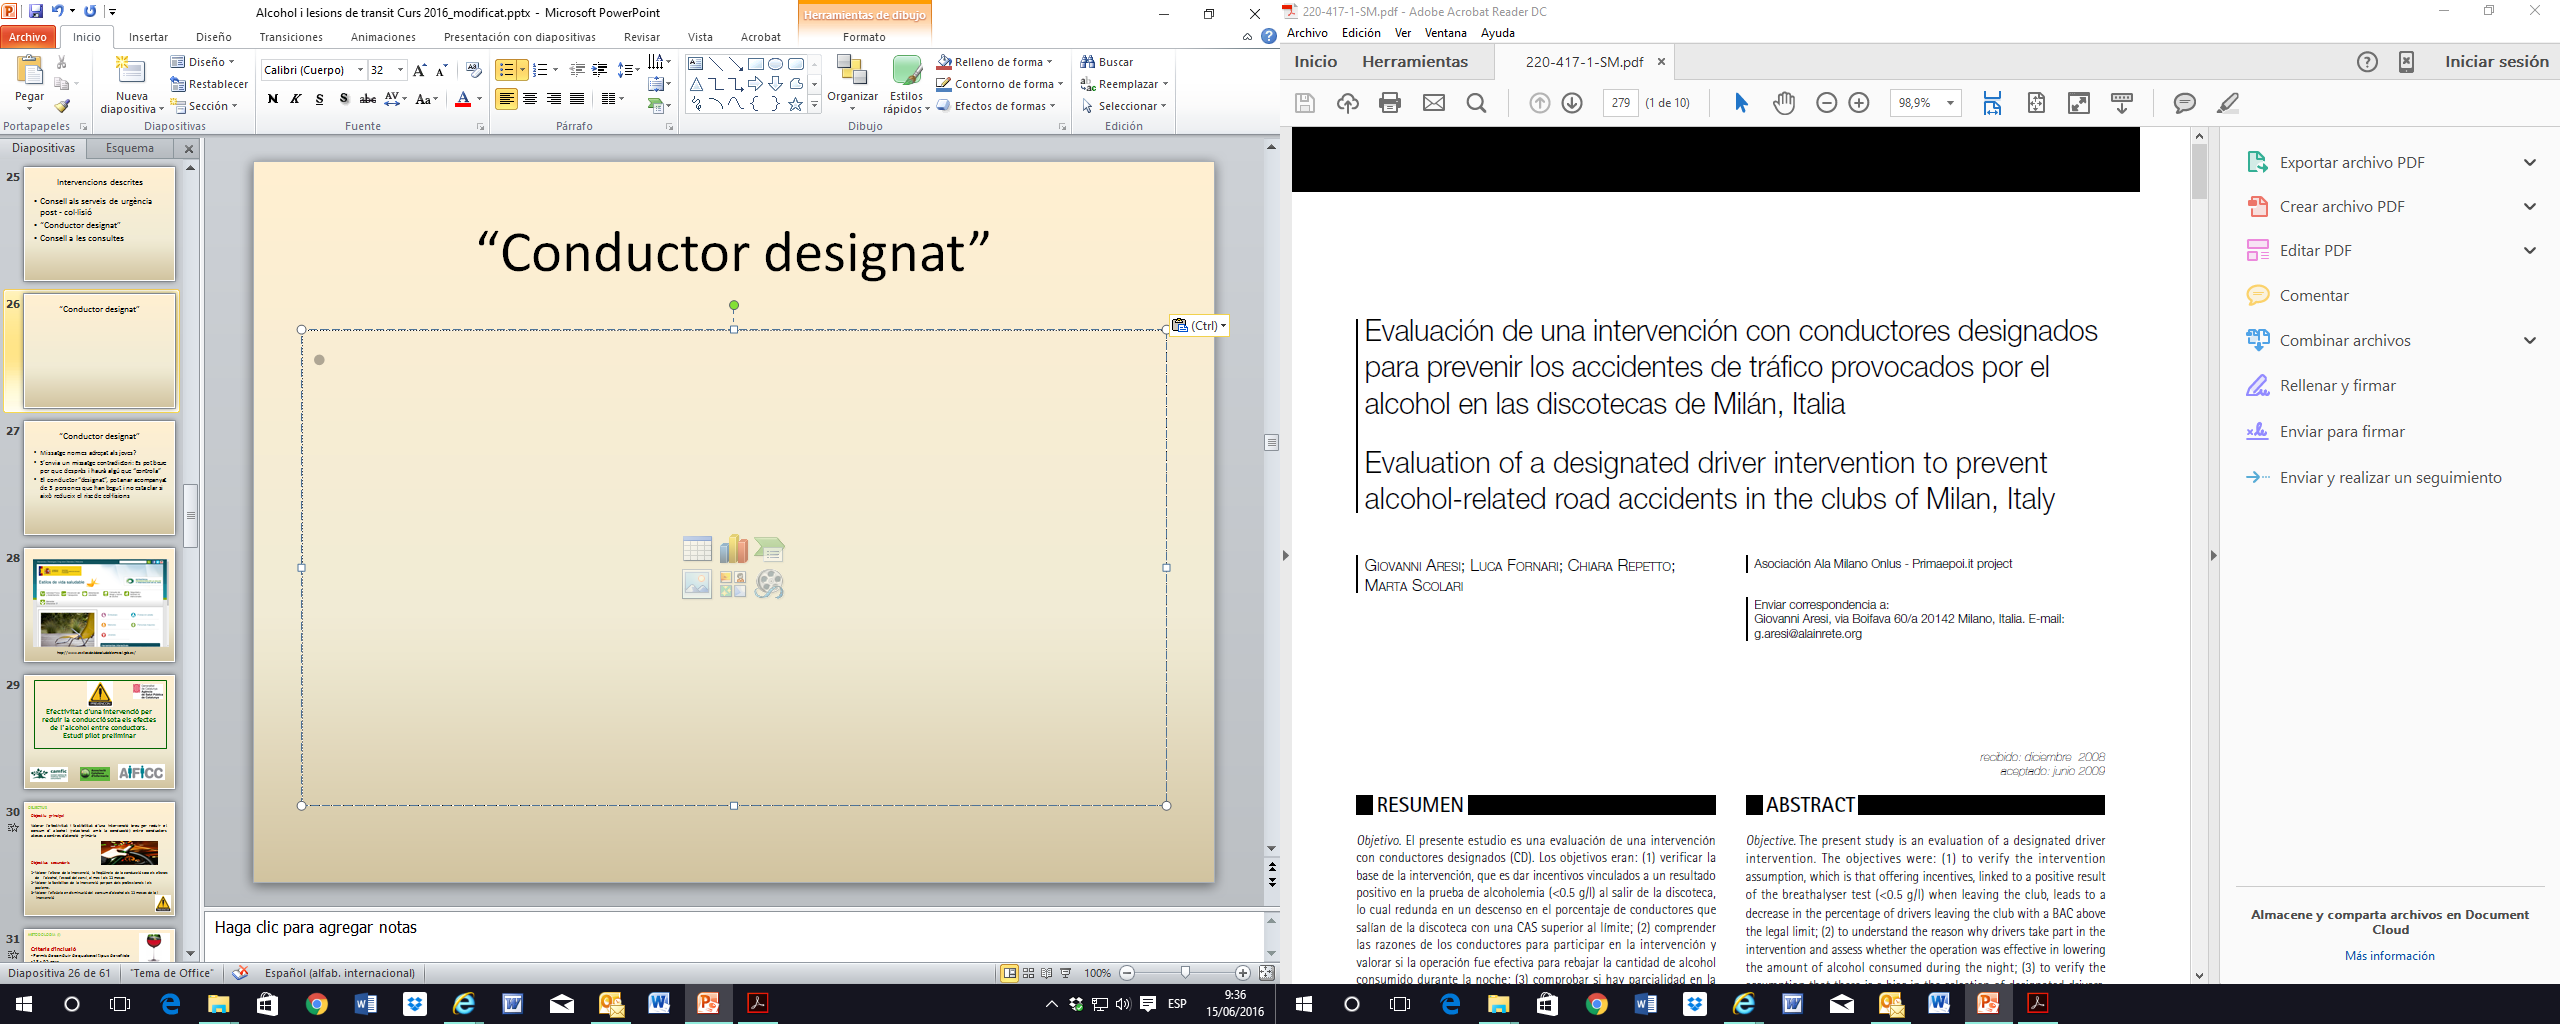 Alcohol i lesions de transit Curs 2016_modificat.pptx - Microsoft PowerPoint
Herramientas de dibujo
Archivo Inicio Insertar Diseño Transiciones Animaciones Presentación con diapositivas Revisar Vista Acrobat Formato
Pegar
Portapapeles
Nueva
diapositiva
Diseño
Restablecer
Sección
Diapositivas
Calibri (Cuerpo) 32
N K S S abc AV Aa A
Fuente
Párrafo
Organizar
Estilos
rápidos
Relleno de forma
Contorno de forma
Efectos de formas
Dibujo
Buscar
Reemplazar
Seleccionar
Edición
Diapositivas Esquema
25
Intervencions descrites
• Consell als serveis de urgència
post - col·lisió
• "Conductor designat"
• Consell a les consultes
26
"Conductor designat"
27
"Conductor designat"
• Missatge nomes adreçat als joves?
28
29
Efectivitat d'una intervenció per
reduir la conducció sota els efectes
de l'alcohol entre conductors.
Estudi pilot preliminar
camfic
AIFICC
30
31
Criteris d'inclusió
“Conductor designat”
(Ctrl)
Haga clic para agregar notas
Diapositiva 26 de 61 "Tema de Office" Español (alfab. internacional) 100%
ESP
9:36
15/06/2016
220-417-1-SM.pdf - Adobe Acrobat Reader DC
Archivo Edición Ver Ventana Ayuda
Inicio Herramientas 220-417-1-SM.pdf × Iniciar sesión
279 (1 de 10) 98,9%
Evaluación de una intervención con conductores designados
para prevenir los accidentes de tráfico provocados por el
alcohol en las discotecas de Milán, Italia
Evaluation of a designated driver intervention to prevent
alcohol-related road accidents in the clubs of Milan, Italy
Giovanni Aresi; Luca Fornari; Chiara Repetto;
Marta Scolari
Asociación Ala Milano Onlus - Primaepoi.it project
Enviar correspondencia a:
Giovanni Aresi, via Boifava 60/a 20142 Milano, Italia. E-mail:
g.aresi@alainrete.org
recibido: diciembre 2008
aceptado: junio 2009
RESUMEN
Objetivo. El presente estudio es una evaluación de una intervención
con conductores designados (CD). Los objetivos eran: (1) verificar la
base de la intervención, que es dar incentivos vinculados a un resultado
positivo en la prueba de alcoholemia (<0.5 g/l) al salir de la discoteca,
lo cual redunda en un descenso en el porcentaje de conductores que
salían de la discoteca con una CAS superior al límite; (2) comprender
las razones de los conductores para participar en la intervención y
valorar si la operación fue efectiva para rebajar la cantidad de alcohol
consumido durante la noche; (3) comprobar si hay parcialidad en la
ABSTRACT
Objective. The present study is an evaluation of a designated driver
intervention. The objectives were: (1) to verify the intervention
assumption, which is that offering incentives, linked to a positive result
of the breathalyser test (<0.5 g/l) when leaving the club, leads to a
decrease in the percentage of drivers leaving the club with a BAC above
the legal limit; (2) to understand the reason why drivers take part in the
intervention and assess whether the operation was effective in lowering
the amount of alcohol consumed during the night; (3) to verify the
Exportar archivo PDF
Crear archivo PDF
Editar PDF
Comentar
Combinar archivos
Rellenar y firmar
Enviar para firmar
Enviar y realizar un seguimiento
Almacene y comparta archivos en Document
Cloud
Más información